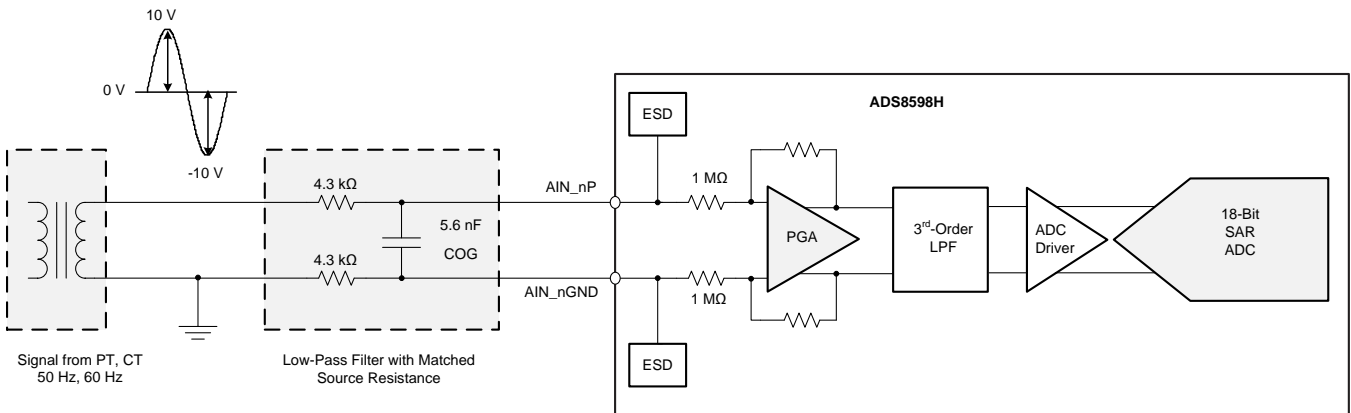 10 V
0 V
-10 V
Signal from PT, CT
50 Hz, 60 Hz
4.3 kΩ
4.3 kΩ
5.6 nF
COG
Low-Pass Filter with Matched
Source Resistance
AIN_nP
AIN_nGND
ADS8598H
ESD
ESD
1 MΩ
1 MΩ
PGA
3rd-Order
LPF
ADC
Driver
18-Bit
SAR
ADC